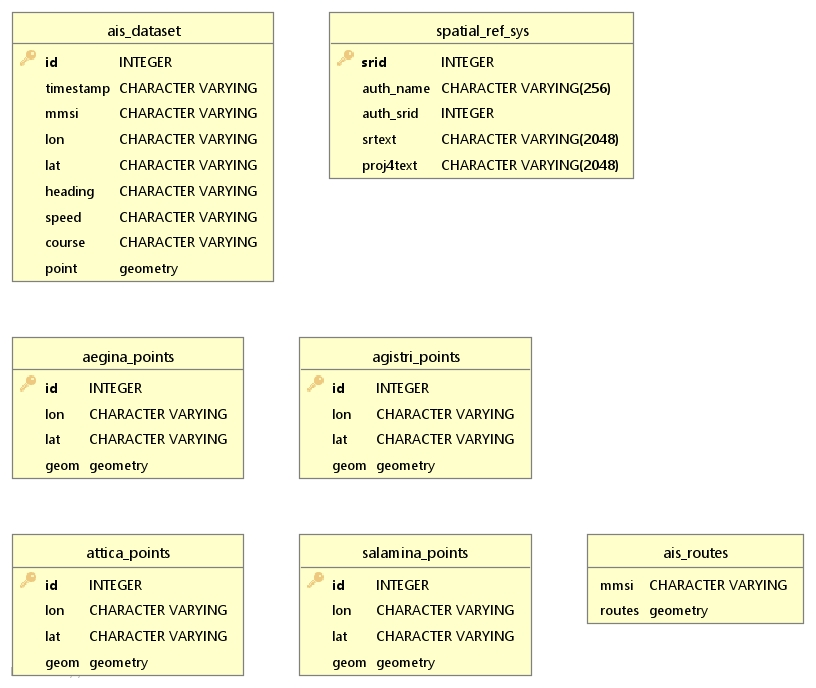 ais_dataset
id INTEGER
timestamp CHARACTER VARYING
mmsi CHARACTER VARYING
lon CHARACTER VARYING
lat CHARACTER VARYING
heading CHARACTER VARYING
speed CHARACTER VARYING
course CHARACTER VARYING
point geometry
spatial_ref_sys
srid INTEGER
auth_name CHARACTER VARYING(256)
auth_srid INTEGER
srtext CHARACTER VARYING(2048)
proj4text CHARACTER VARYING(2048)
aegina_points
id INTEGER
lon CHARACTER VARYING
lat CHARACTER VARYING
geom geometry
agistri_points
id INTEGER
lon CHARACTER VARYING
lat CHARACTER VARYING
geom geometry
attica_points
id INTEGER
lon CHARACTER VARYING
lat CHARACTER VARYING
geom geometry
salamina_points
id INTEGER
lon CHARACTER VARYING
lat CHARACTER VARYING
geom geometry
ais_routes
mmsi CHARACTER VARYING
routes geometry